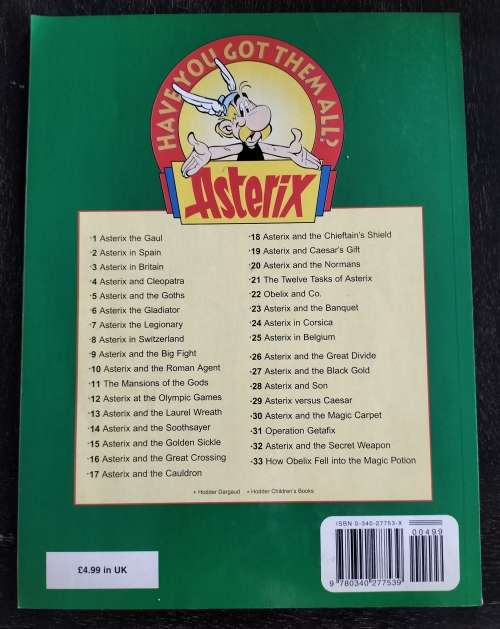 HAVE YOU GOT THEM ALL?
Asterix
•1 Asterix the Gaul
•2 Asterix in Spain
•3 Asterix in Britain
•4 Asterix and Cleopatra
•5 Asterix and the Goths
•6 Asterix the Gladiator
•7 Asterix the Legionary
•8 Asterix in Switzerland
•9 Asterix and the Big Fight
•10 Asterix and the Roman Agent
•11 The Mansions of the Gods
•12 Asterix at the Olympic Games
•13 Asterix and the Laurel Wreath
•14 Asterix and the Soothsayer
•15 Asterix and the Golden Sickle
•16 Asterix and the Great Crossing
•17 Asterix and the Cauldron
•18 Asterix and the Chieftain's Shield
•19 Asterix and Caesar's Gift
•20 Asterix and the Normans
•21 The Twelve Tasks of Asterix
•22 Obelix and Co.
•23 Asterix and the Banquet
•24 Asterix in Corsica
•25 Asterix in Belgium
•26 Asterix and the Great Divide
•27 Asterix and the Black Gold
•28 Asterix and Son
•29 Asterix versus Caesar
•30 Asterix and the Magic Carpet
•31 Operation Getafix
•32 Asterix and the Secret Weapon
•33 How Obelix Fell into the Magic Potion
• Hodder Dargaud • Hodder Children's Books
£4.99 in UK
ISBN 0-340-27753-X
00499
9 780340 277539